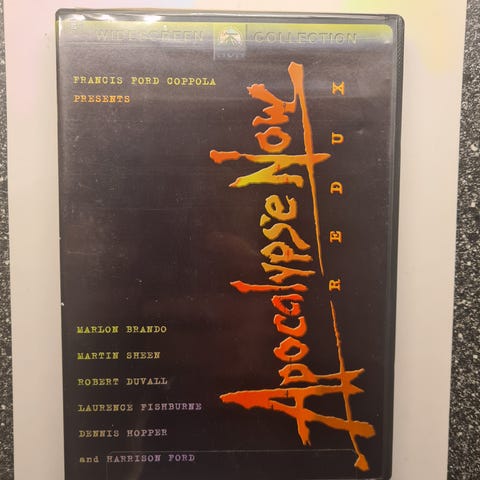 WIDESCREEN DVD COLLECTION
FRANCIS FORD COPPOLA
PRESENTS
Apocalypse Now
REDUX
MARLON BRANDO
MARTIN SHEEN
ROBERT DUVALL
LAURENCE FISHBURNE
DENNIS HOPPER
and HARRISON FORD